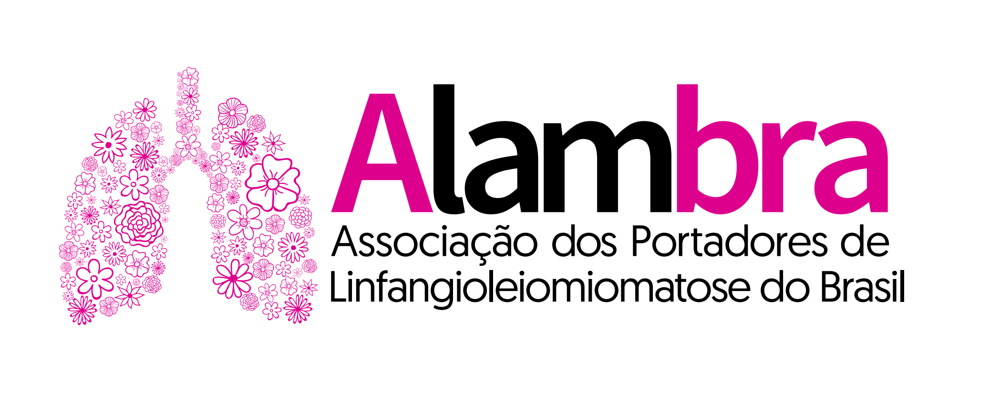 Alambra
Associação dos Portadores de
Linfangioleiomiomatose do Brasil